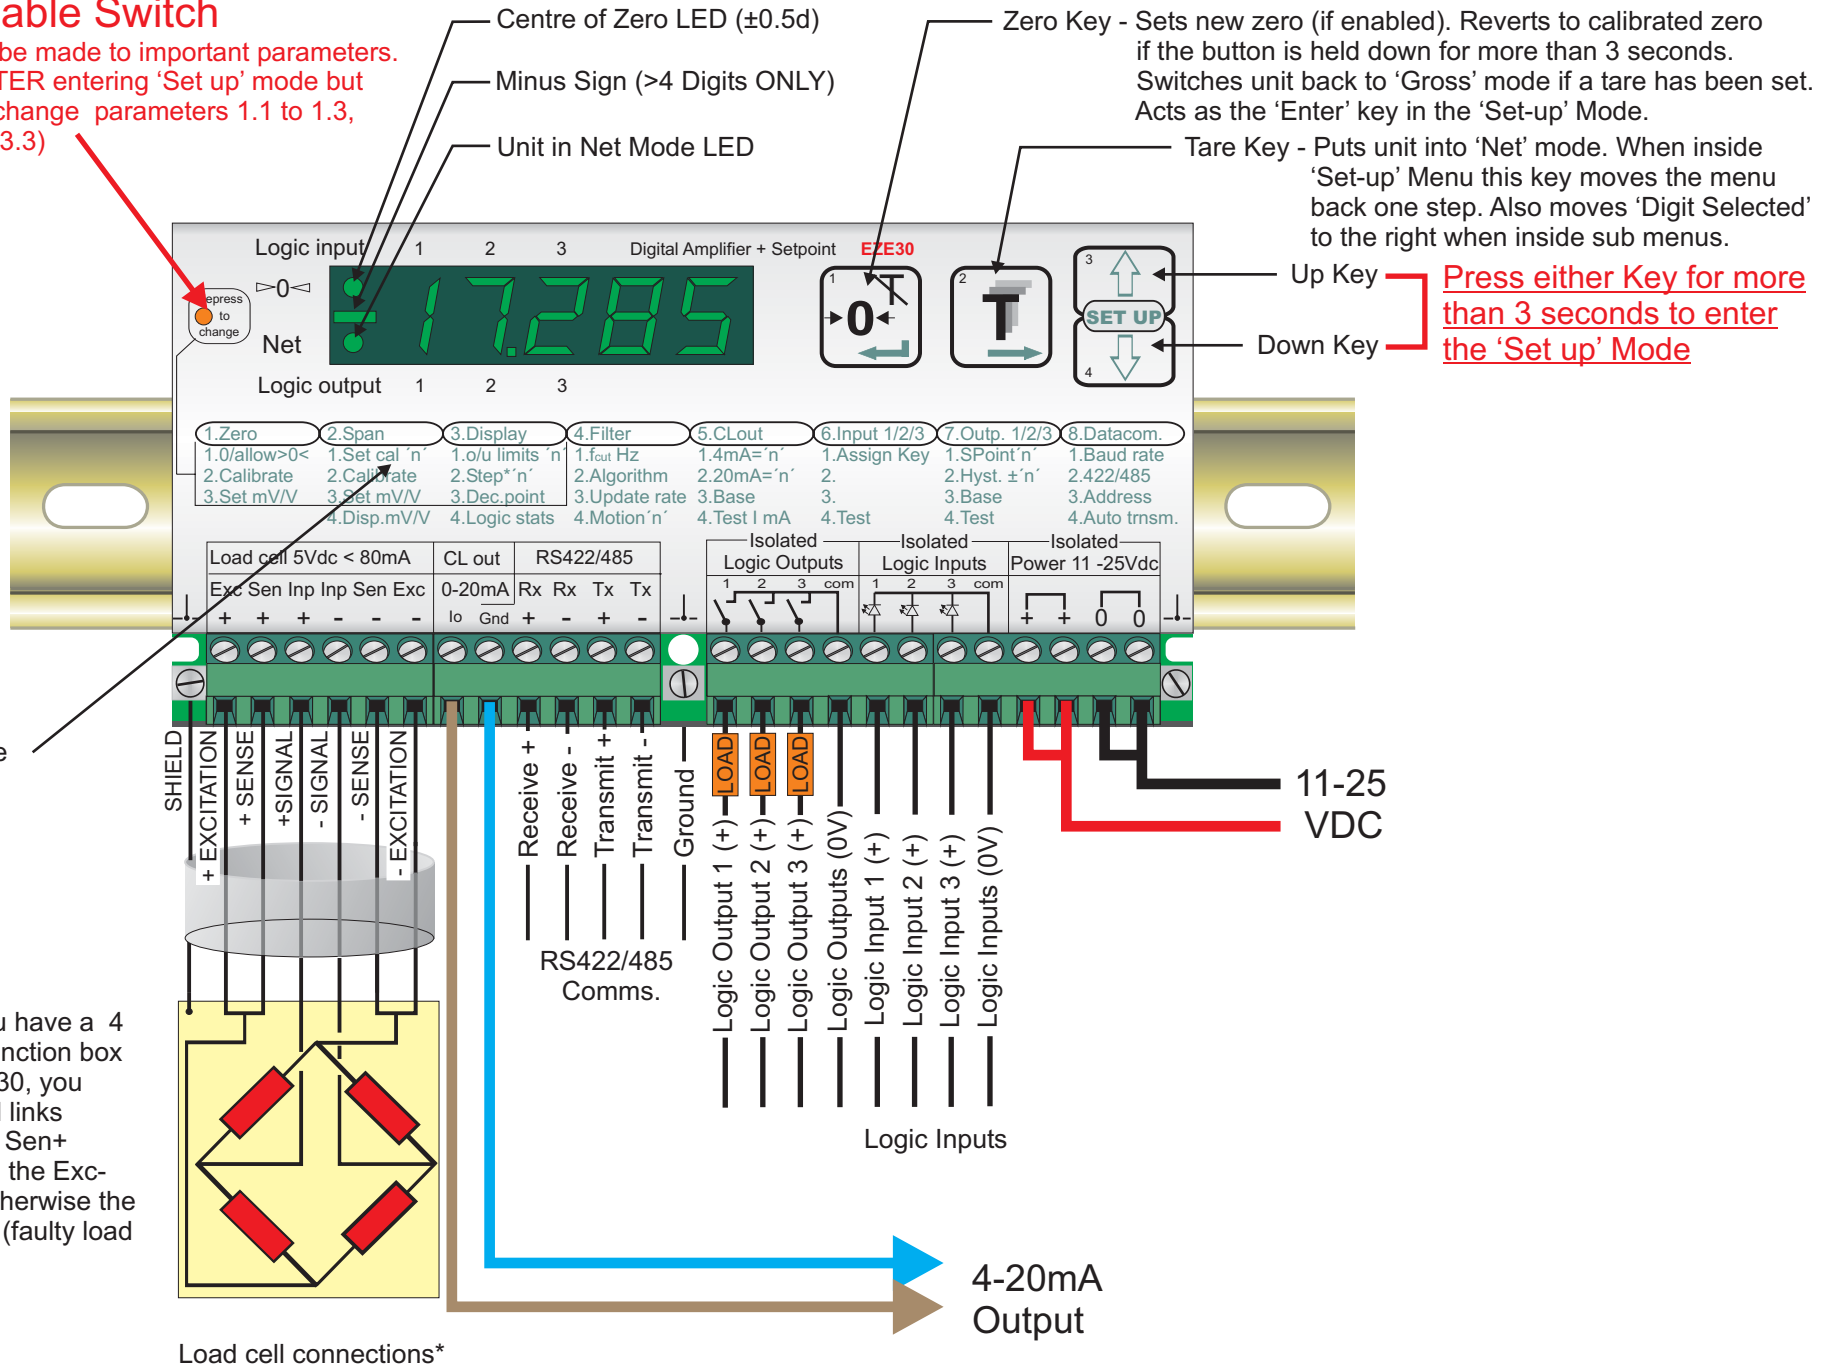 able Switch
be made to important parameters.
TER entering ‘Set up’ mode but
change parameters 1.1 to 1.3,
3.3)
Centre of Zero LED (±0.5d)
Minus Sign (>4 Digits ONLY)
Unit in Net Mode LED
Zero Key - Sets new zero (if enabled). Reverts to calibrated zero
if the button is held down for more than 3 seconds.
Switches unit back to ‘Gross’ mode if a tare has been set.
Acts as the ‘Enter’ key in the ‘Set-up’ Mode.
Tare Key - Puts unit into ‘Net’ mode. When inside
‘Set-up’ Menu this key moves the menu
back one step. Also moves ‘Digit Selected’
to the right when inside sub menus.
Up Key
Down Key
Press either Key for more
than 3 seconds to enter
the ‘Set up’ Mode
Logic input 1 2 3
Digital Amplifier + Setpoint EZE30
epress
to
change
>0<
Net
17.285
Logic output 1 2 3
1 0 T
2 T
3
SET UP
4
1.Zero 2.Span 3.Display 4.Filter 5.CLout 6.Input 1/2/3 7.Outp. 1/2/3 8.Datacom.
1.0/allow>0< 1.Set cal ´n´ 1.o/u limits ´n´ 1.fcut Hz 1.4mA=´n´ 1.Assign Key 1.SPoint´n´ 1.Baud rate
2.Calibrate 2.Calibrate 2.Step*´n´ 2.Algorithm 2.20mA=´n´ 2. 2.Hyst. ±´n´ 2.422/485
3.Set mV/V 3.Set mV/V 3.Dec.point 3.Update rate 3.Base 3. 3.Base 3.Address
4.Disp.mV/V 4.Logic stats 4.Motion´n´ 4.Test I mA 4.Test 4.Test 4.Auto trnsm.
Load cell 5Vdc < 80mA CL out RS422/485
Exc Sen Inp Inp Sen Exc 0-20mA Rx Rx Tx Tx
+ + + - - - Io Gnd + - + -
Isolated Isolated Isolated
Logic Outputs Logic Inputs Power 11 -25Vdc
1 2 3 com 1 2 3 com
+ + 0 0
e
SHIELD
+ EXCITATION
+ SENSE
+SIGNAL
- SIGNAL
- SENSE
- EXCITATION
Receive +
Receive -
Transmit +
Transmit -
Ground
LOAD
LOAD
LOAD
Logic Output 1 (+)
Logic Output 2 (+)
Logic Output 3 (+)
Logic Outputs (0V)
Logic Input 1 (+)
Logic Input 2 (+)
Logic Input 3 (+)
Logic Inputs (0V)
11-25
VDC
RS422/485
Comms.
Logic Inputs
u have a 4
nction box
30, you
l links
Sen+
the Exc-
herwise the
(faulty load
4-20mA
Output
Load cell connections*